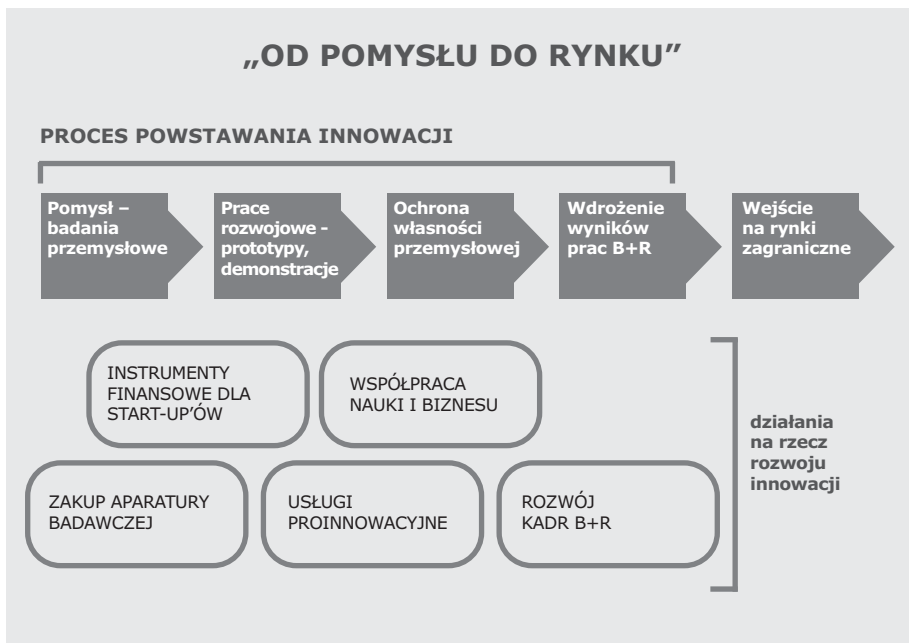 „OD POMYSŁU DO RYNKU”
PROCES POWSTAWANIA INNOWACJI
Pomysł –
badania
przemysłowe
Prace
rozwojowe -
prototypy,
demonstracje
Ochrona
własności
przemysłowej
Wdrożenie
wyników
prac B+R
Wejście
na rynki
zagraniczne
INSTRUMENTY
FINANSOWE DLA
START-UP’ÓW
WSPÓŁPRACA
NAUKI I BIZNESU
ZAKUP APARATURY
BADAWCZEJ
USŁUGI
PROINNOWACYJNE
ROZWÓJ
KADR B+R
działania
na rzecz
rozwoju
innowacji